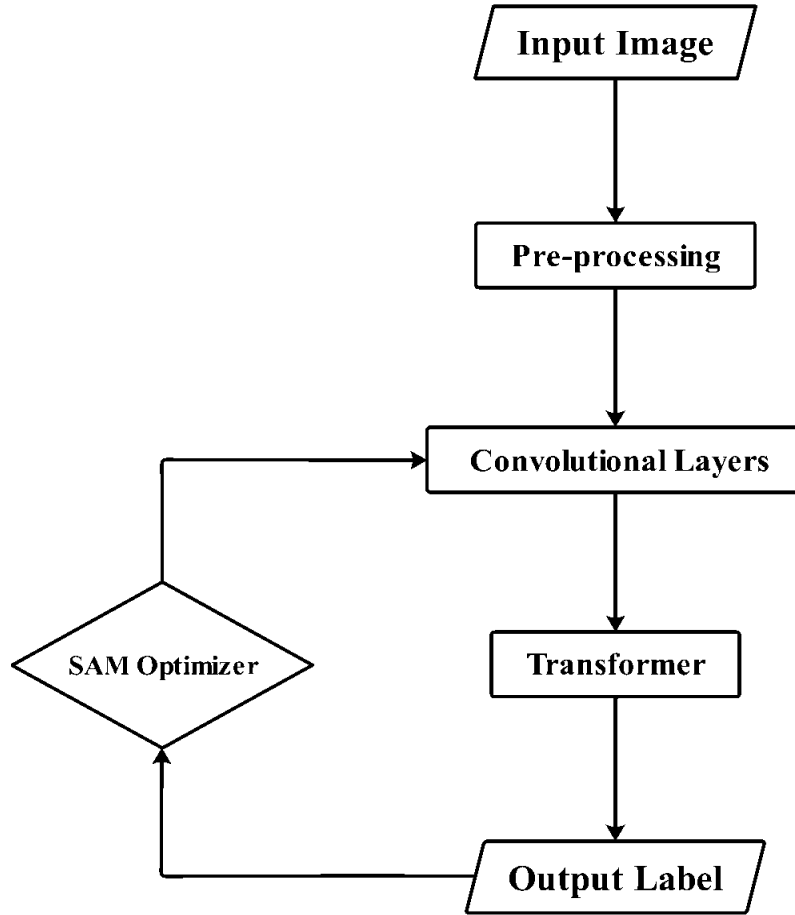 Input Image
Pre-processing
Convolutional Layers
SAM Optimizer
Transformer
Output Label